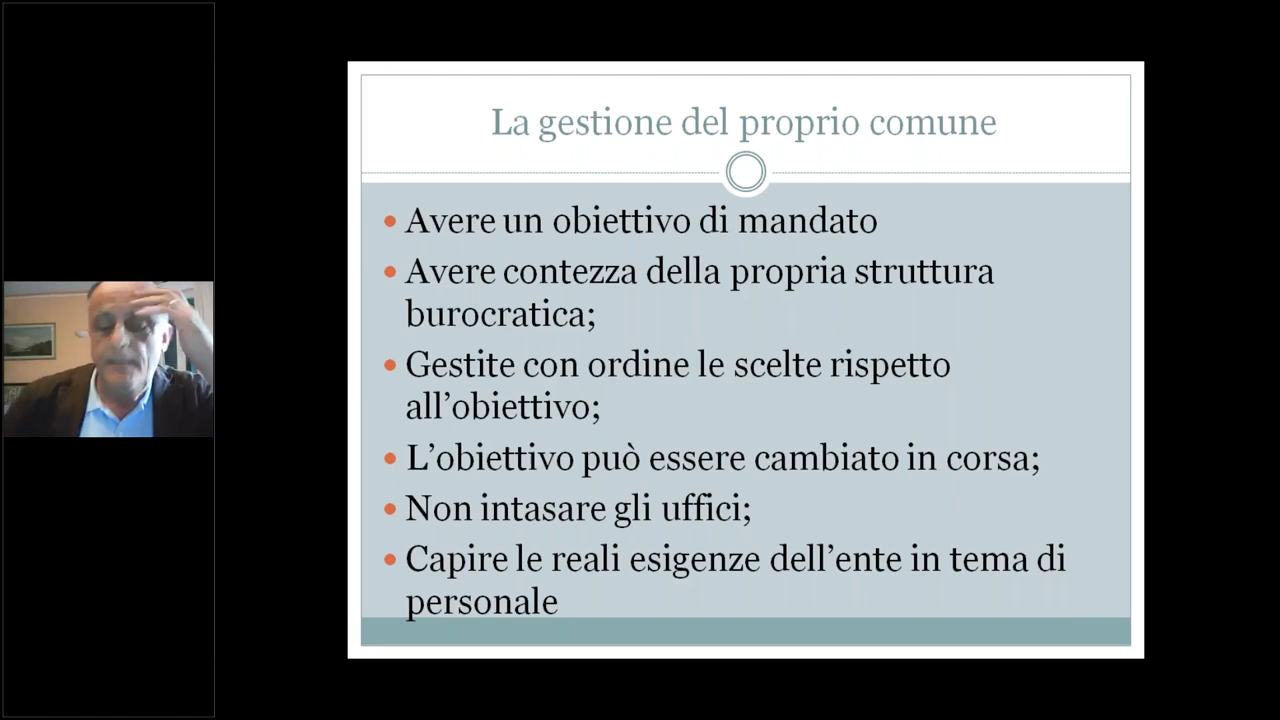 La gestione del proprio comune
Avere un obiettivo di mandato
Avere contezza della propria struttura
burocratica;
Gestite con ordine le scelte rispetto
all’obiettivo;
L’obiettivo può essere cambiato in corsa;
Non intasare gli uffici;
Capire le reali esigenze dell’ente in tema di
personale